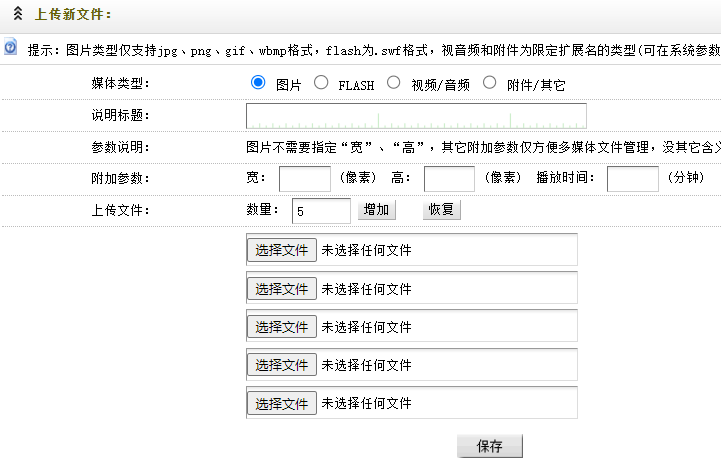 上传新文件：
提示：图片类型仅支持jpg、png、gif、wbmp格式，flash为.swf格式，视音频和附件为限定扩展名的类型(可在系统参数
媒体类型： 图片 FLASH 视频/音频 附件/其它
说明标题：
参数说明： 图片不需要指定“宽”、“高”，其它附加参数仅方便多媒体文件管理，没其它含义
附加参数： 宽： (像素) 高： (像素) 播放时间： (分钟)
上传文件： 数量： 5 增加 恢复
选择文件 未选择任何文件
选择文件 未选择任何文件
选择文件 未选择任何文件
选择文件 未选择任何文件
选择文件 未选择任何文件
保存